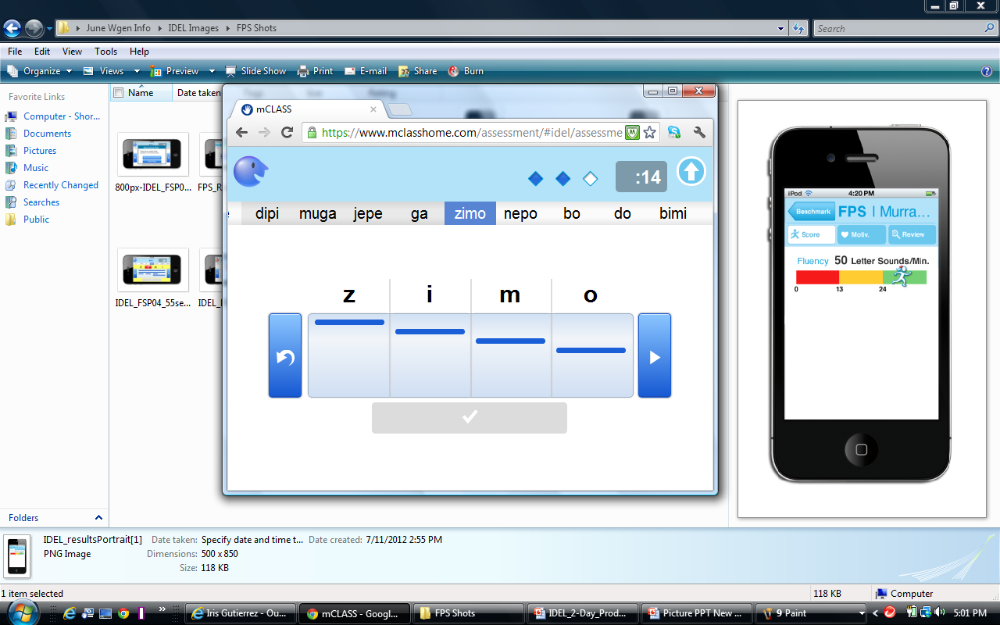 June Wgen Info IDEL Images FPS Shots
Search
File Edit View Tools Help
Organize Views Preview Slide Show Print E-mail Share Burn
Favorite Links
Computer - Shor...
Documents
Pictures
Music
Recently Changed
Searches
Public
Folders
Name Date taken
800px-IDEL_FSP0...
FPS_R
IDEL_FSP04_55se...
IDEL_F
mCLASS
https://www.mclasshome.com/assessment/#idel/assessme
:14
dipi muga jepe ga zimo nepo bo do bimi
z i m o
iPod 4:20 PM
Benchmark FPS | Murra...
Score Motiv. Review
Fluency 50 Letter Sounds/Min.
0 13 24
IDEL_resultsPortrait[1] Date taken: Specify date and time t... Date created: 7/11/2012 2:55 PM
PNG Image Dimensions: 500 x 850
Size: 118 KB
1 item selected 118 KB Computer
Iris Gutierrez - Ou... mCLASS - Googl... FPS Shots IDEL_2-Day_Prod... Picture PPT New ... 9 Paint 5:01 PM